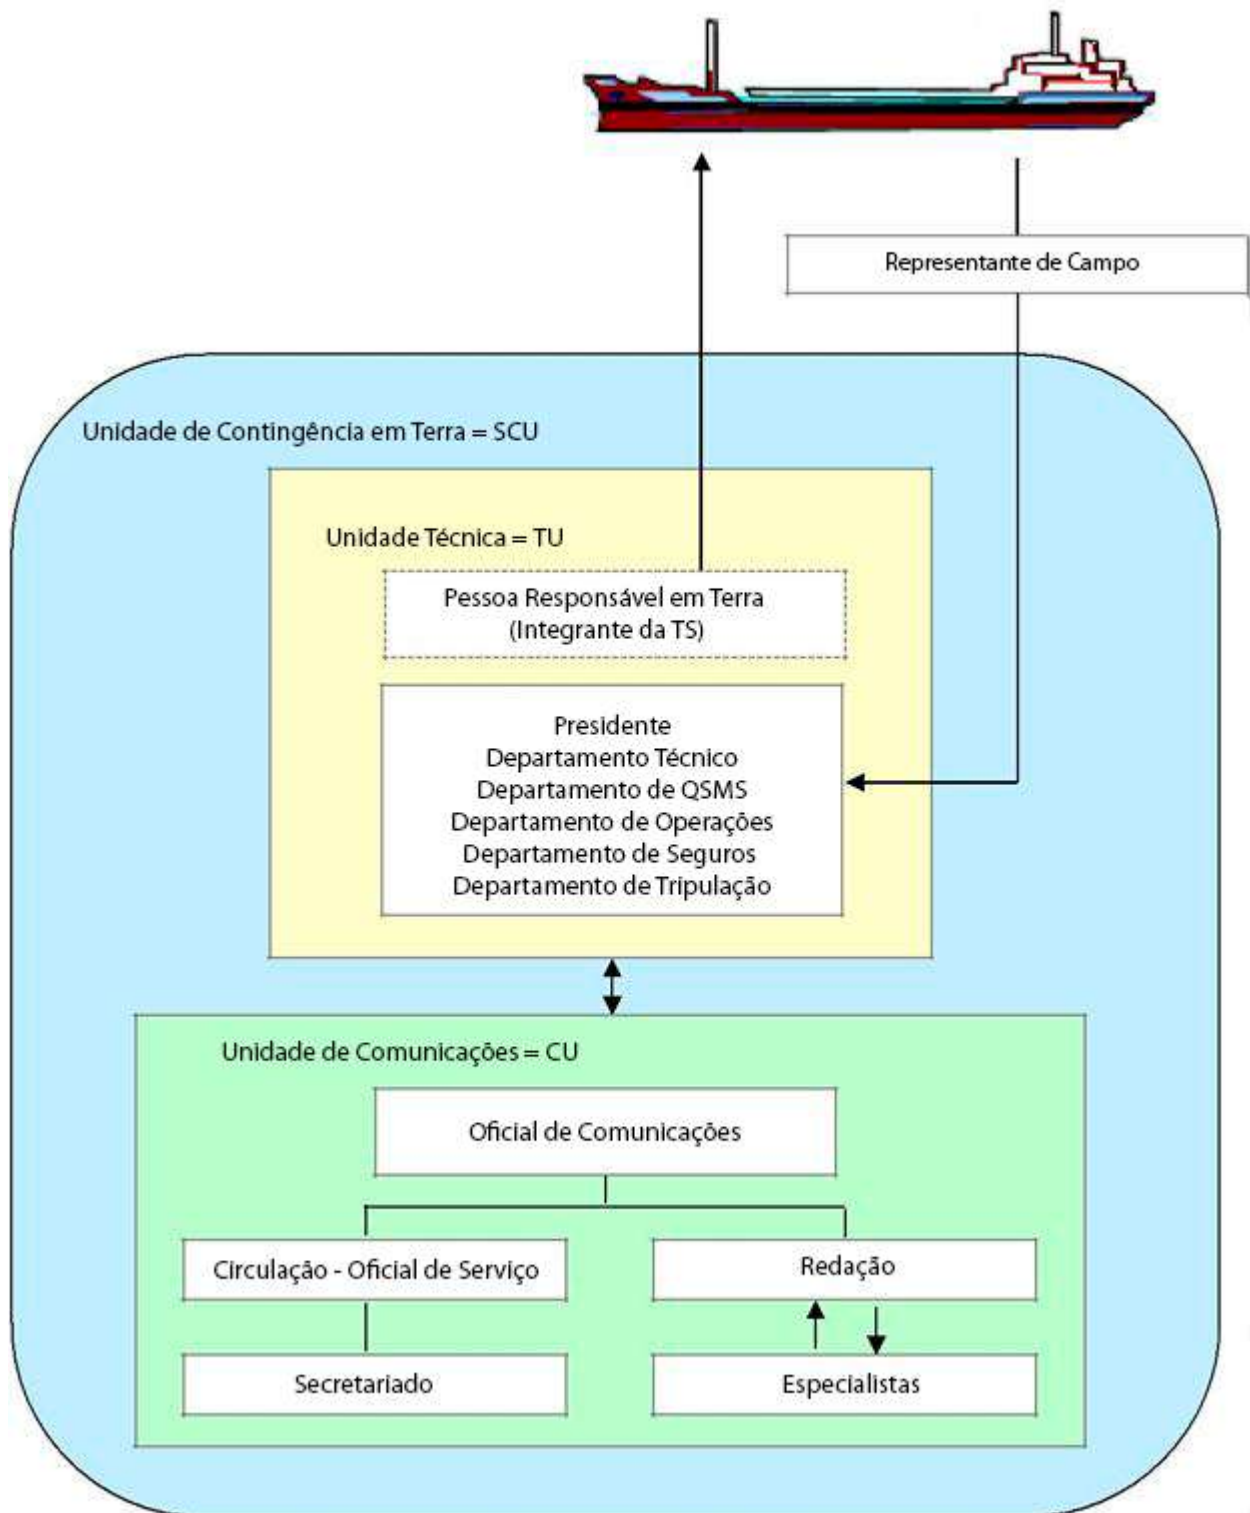 Representante de Campo
Unidade de Contingência em Terra = SCU
Unidade Técnica = TU
Pessoa Responsável em Terra
(Integrante da TS)
Presidente
Departamento Técnico
Departamento de QSMS
Departamento de Operações
Departamento de Seguros
Departamento de Tripulação
Unidade de Comunicações = CU
Oficial de Comunicações
Circulação - Oficial de Serviço
Redação
Secretariado
Especialistas